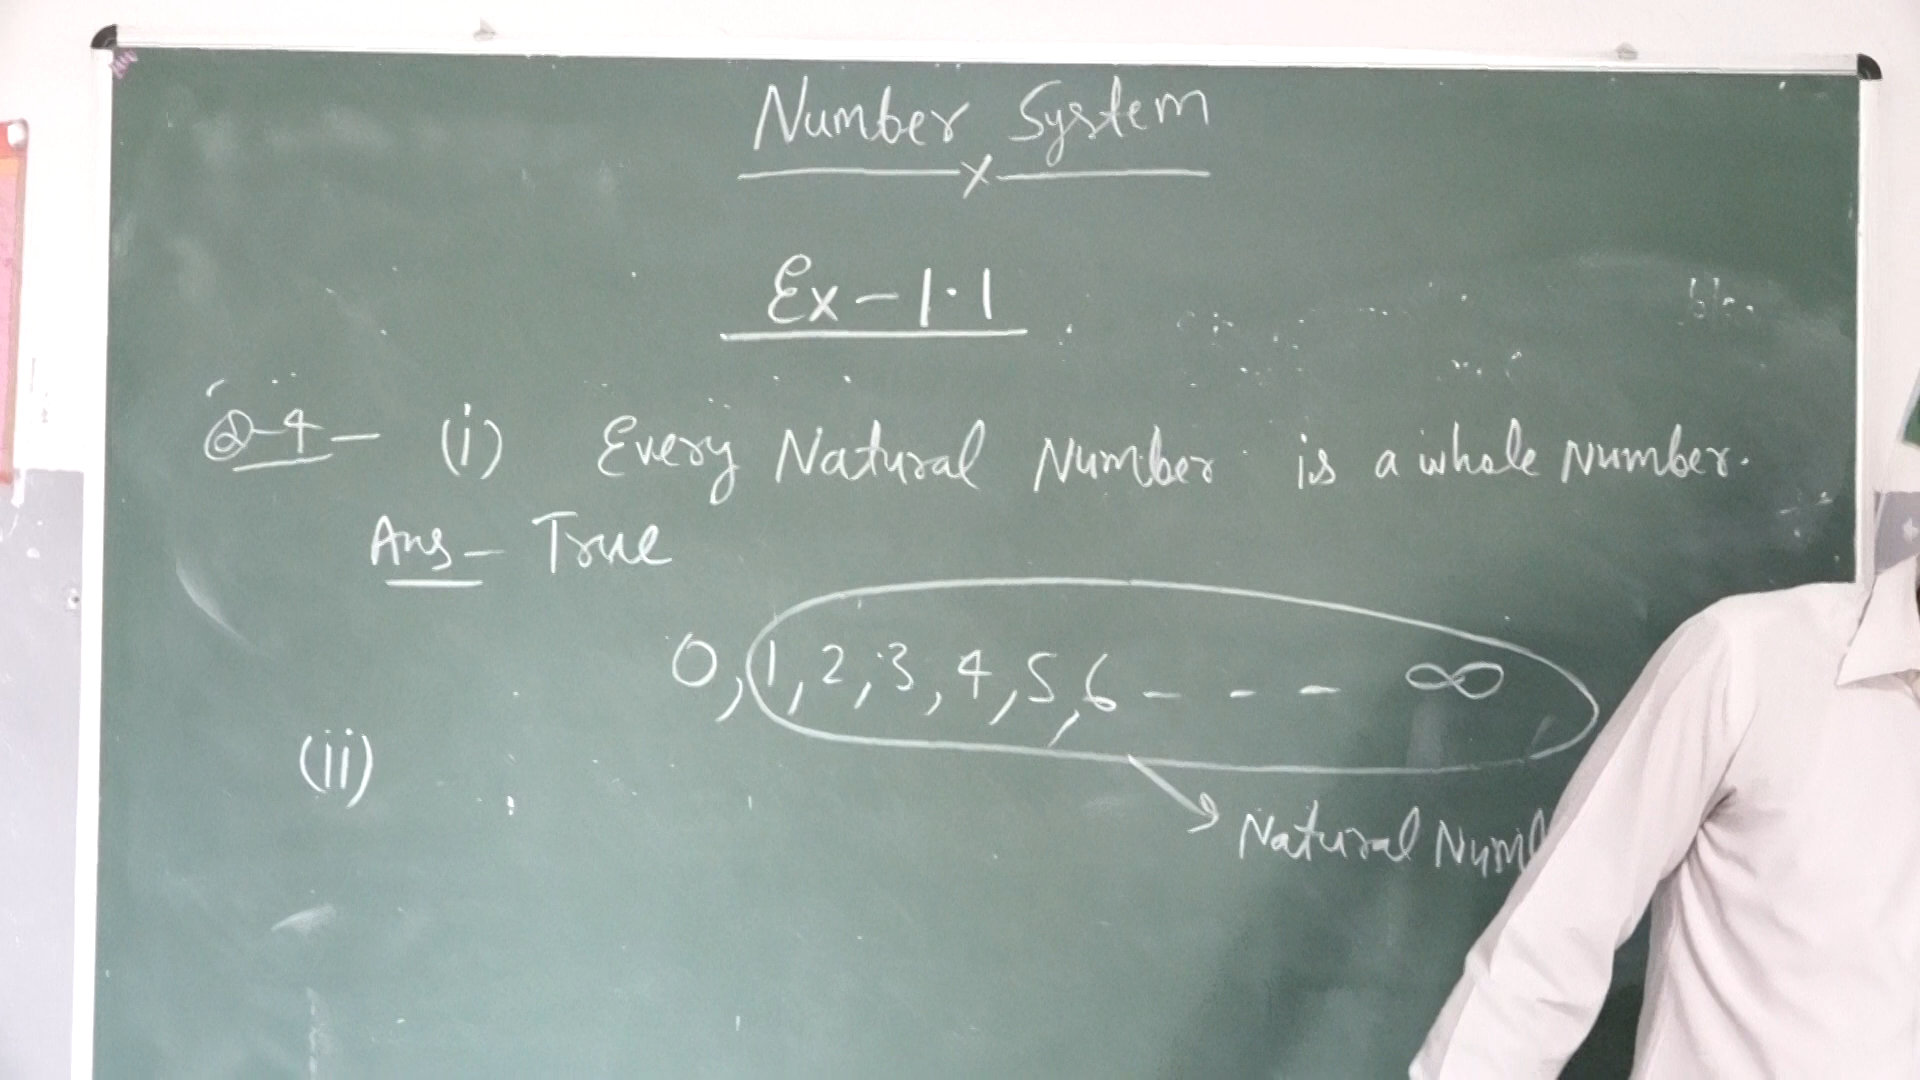 Number System
x
Ex-1.1
Q-4- (i) Every Natural Number is a whole Number.
Ans- True
0, 1, 2, 3, 4, 5, 6 - - - ∞
(ii)
Natural